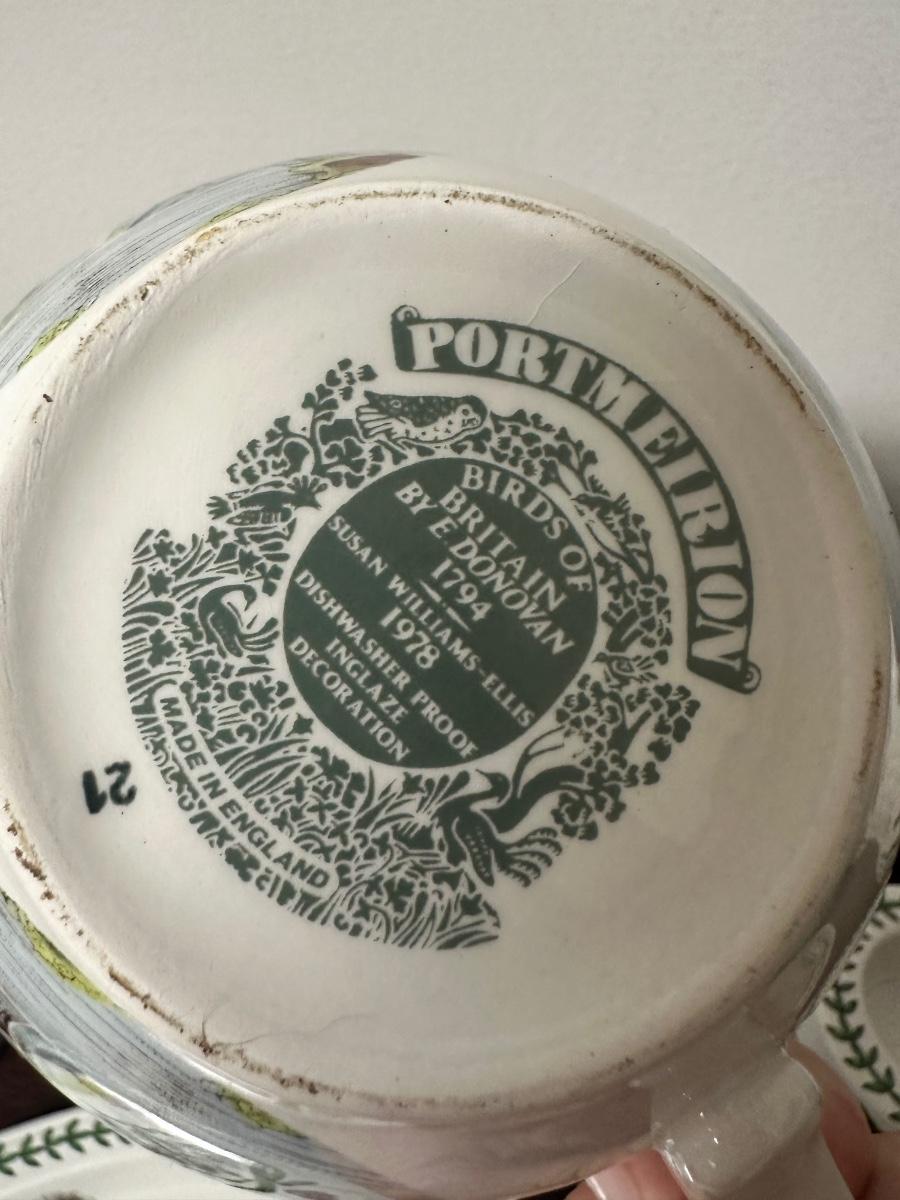 PORTMEIRION
BIRDS OF
BRITAIN
BY E. DONOVAN
1794
SUSAN WILLIAMS-ELLIS
1978
DISHWASHER PROOF
INGLAZE
DECORATION
MADE IN ENGLAND
21